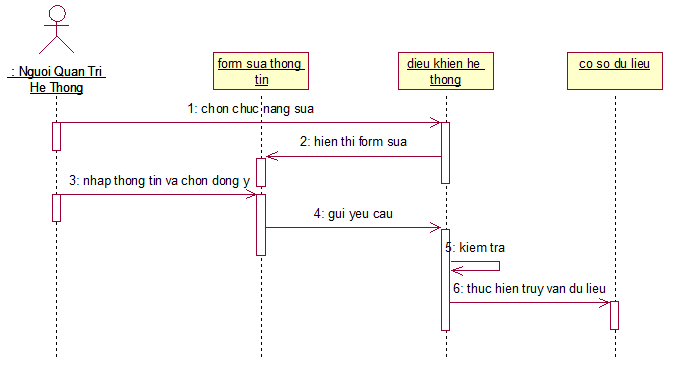 : Nguoi Quan Tri
He Thong
form sua thong
tin
dieu khien he
thong
co so du lieu
1: chon chuc nang sua
2: hien thi form sua
3: nhap thong tin va chon dong y
4: gui yeu cau
5: kiem tra
6: thuc hien truy van du lieu